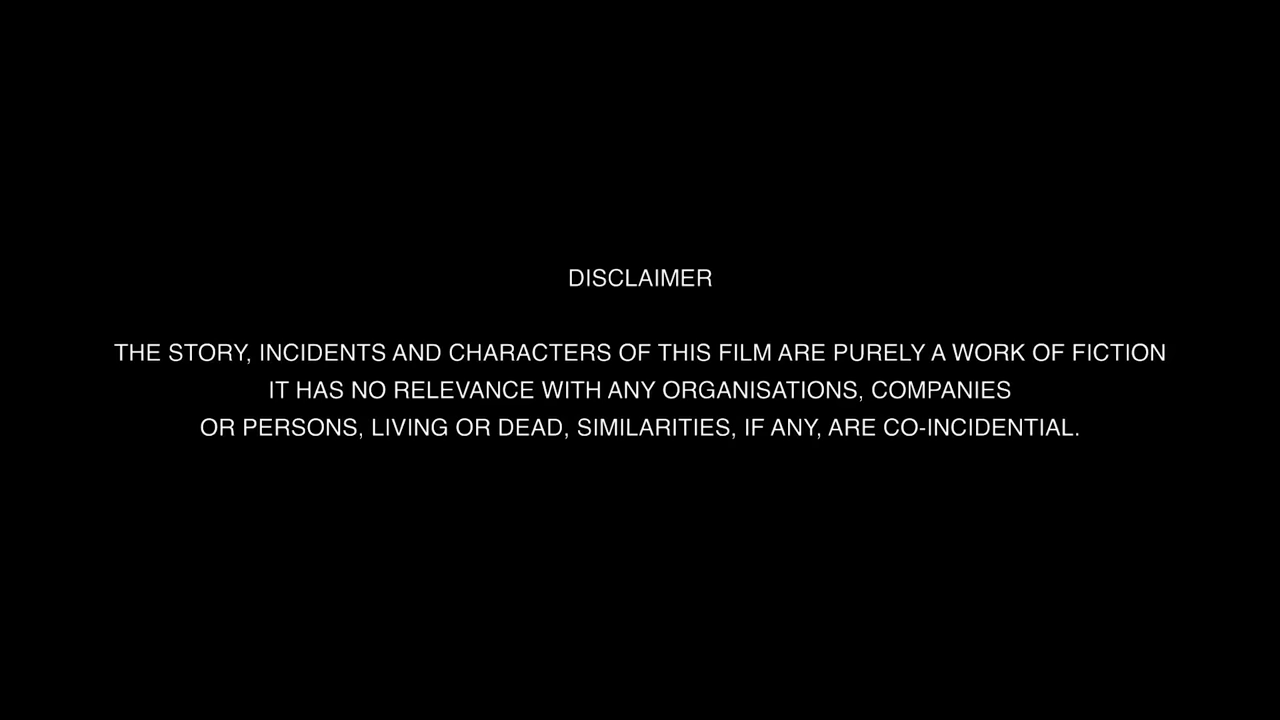 DISCLAIMER
THE STORY, INCIDENTS AND CHARACTERS OF THIS FILM ARE PURELY A WORK OF FICTION
IT HAS NO RELEVANCE WITH ANY ORGANISATIONS, COMPANIES
OR PERSONS, LIVING OR DEAD, SIMILARITIES, IF ANY, ARE CO-INCIDENTIAL.